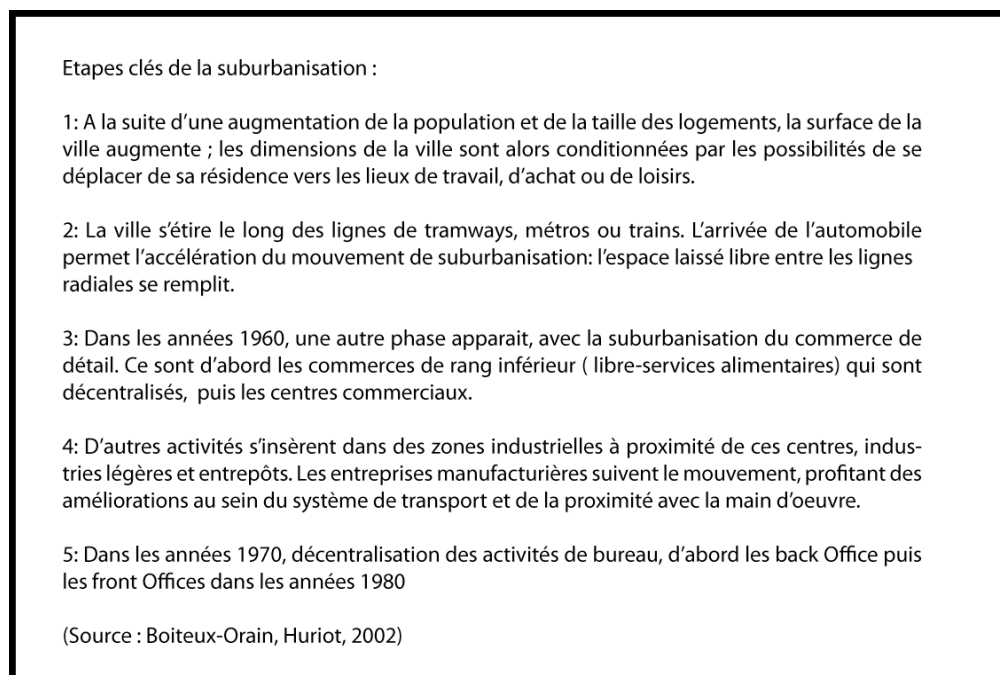 Etapes clés de la suburbanisation :
1: A la suite d’une augmentation de la population et de la taille des logements, la surface de la
ville augmente ; les dimensions de la ville sont alors conditionnées par les possibilités de se
déplacer de sa résidence vers les lieux de travail, d’achat ou de loisirs.
2: La ville s’étire le long des lignes de tramways, métros ou trains. L’arrivée de l’automobile
permet l’accélération du mouvement de suburbanisation: l’espace laissé libre entre les lignes
radiales se remplit.
3: Dans les années 1960, une autre phase apparait, avec la suburbanisation du commerce de
détail. Ce sont d’abord les commerces de rang inférieur ( libre-services alimentaires) qui sont
décentralisés, puis les centres commerciaux.
4: D’autres activités s’insèrent dans des zones industrielles à proximité de ces centres, indus-
tries légères et entrepôts. Les entreprises manufacturières suivent le mouvement, profitant des
améliorations au sein du système de transport et de la proximité avec la main d’oeuvre.
5: Dans les années 1970, décentralisation des activités de bureau, d’abord les back Office puis
les front Offices dans les années 1980
(Source : Boiteux-Orain, Huriot, 2002)